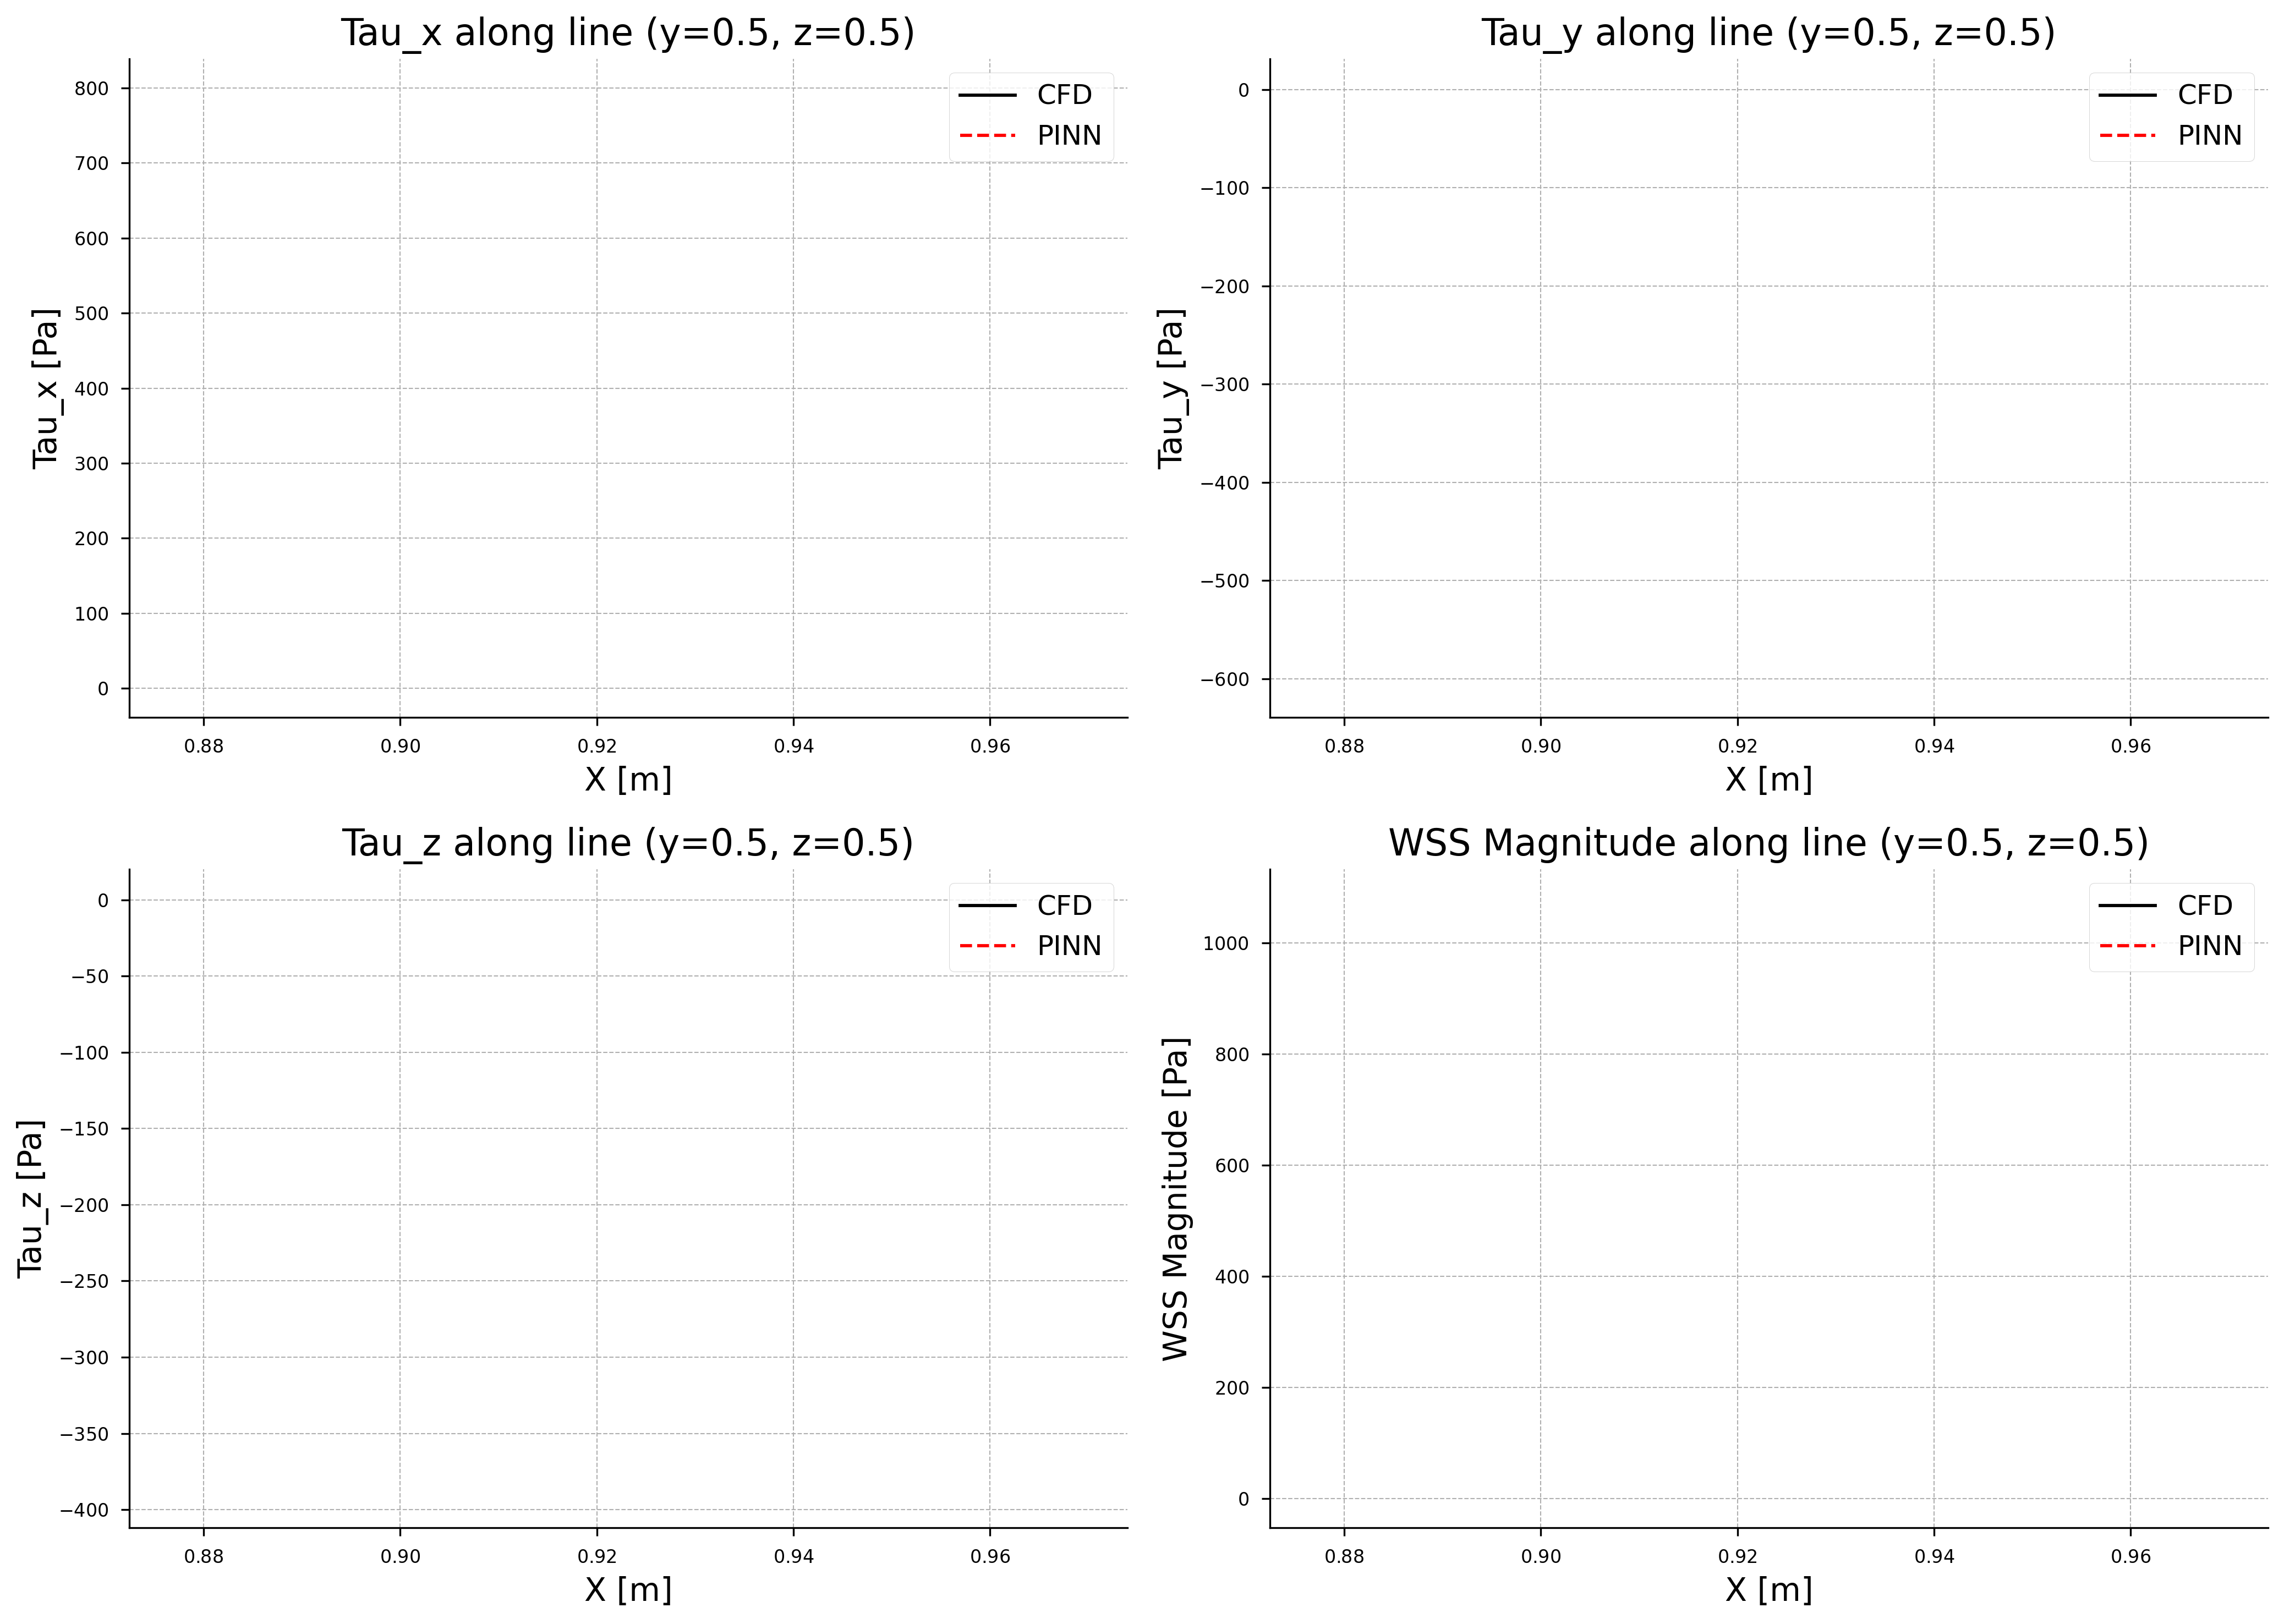 Tau_x along line (y=0.5, z=0.5)
CFD
PINN
Tau_x [Pa]
800
700
600
500
400
300
200
100
0
0.88
0.90
0.92
0.94
0.96
X [m]
Tau_y along line (y=0.5, z=0.5)
CFD
PINN
Tau_y [Pa]
0
−100
−200
−300
−400
−500
−600
0.88
0.90
0.92
0.94
0.96
X [m]
Tau_z along line (y=0.5, z=0.5)
CFD
PINN
Tau_z [Pa]
0
−50
−100
−150
−200
−250
−300
−350
−400
0.88
0.90
0.92
0.94
0.96
X [m]
WSS Magnitude along line (y=0.5, z=0.5)
CFD
PINN
WSS Magnitude [Pa]
1000
800
600
400
200
0
0.88
0.90
0.92
0.94
0.96
X [m]